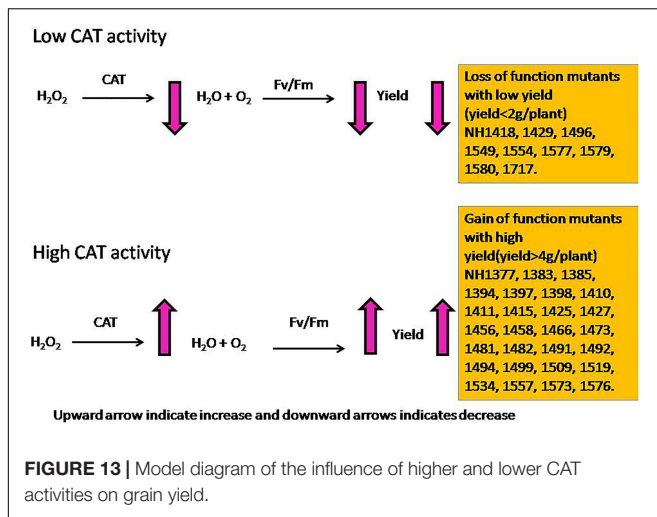 Low CAT activity
H₂O₂ CAT H₂O + O₂ Fv/Fm Yield
Loss of function mutants
with low yield
(yield<2g/plant)
NH1418, 1429, 1496,
1549, 1554, 1577, 1579,
1580, 1717.
High CAT activity
H₂O₂ CAT H₂O + O₂ Fv/Fm Yield
Gain of function mutants
with high
yield(yield>4g/plant)
NH1377, 1383, 1385,
1394, 1397, 1398, 1410,
1411, 1415, 1425, 1427,
1456, 1458, 1466, 1473,
1481, 1482, 1491, 1492,
1494, 1499, 1509, 1519,
1534, 1557, 1573, 1576.
Upward arrow indicate increase and downward arrows indicates decrease
FIGURE 13 | Model diagram of the influence of higher and lower CAT
activities on grain yield.